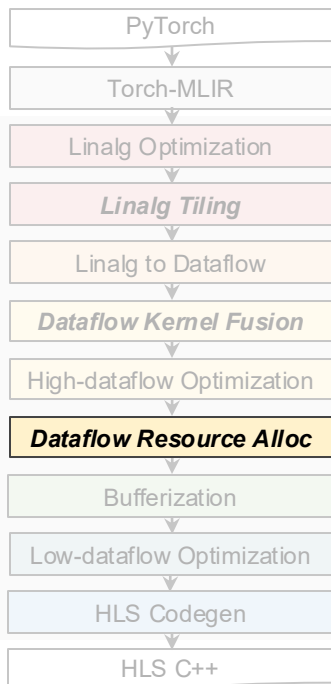 PyTorch
Torch-MLIR
Linalg Optimization
Linalg Tiling
Linalg to Dataflow
Dataflow Kernel Fusion
High-dataflow Optimization
Dataflow Resource Alloc
Bufferization
Low-dataflow Optimization
HLS Codegen
HLS C++